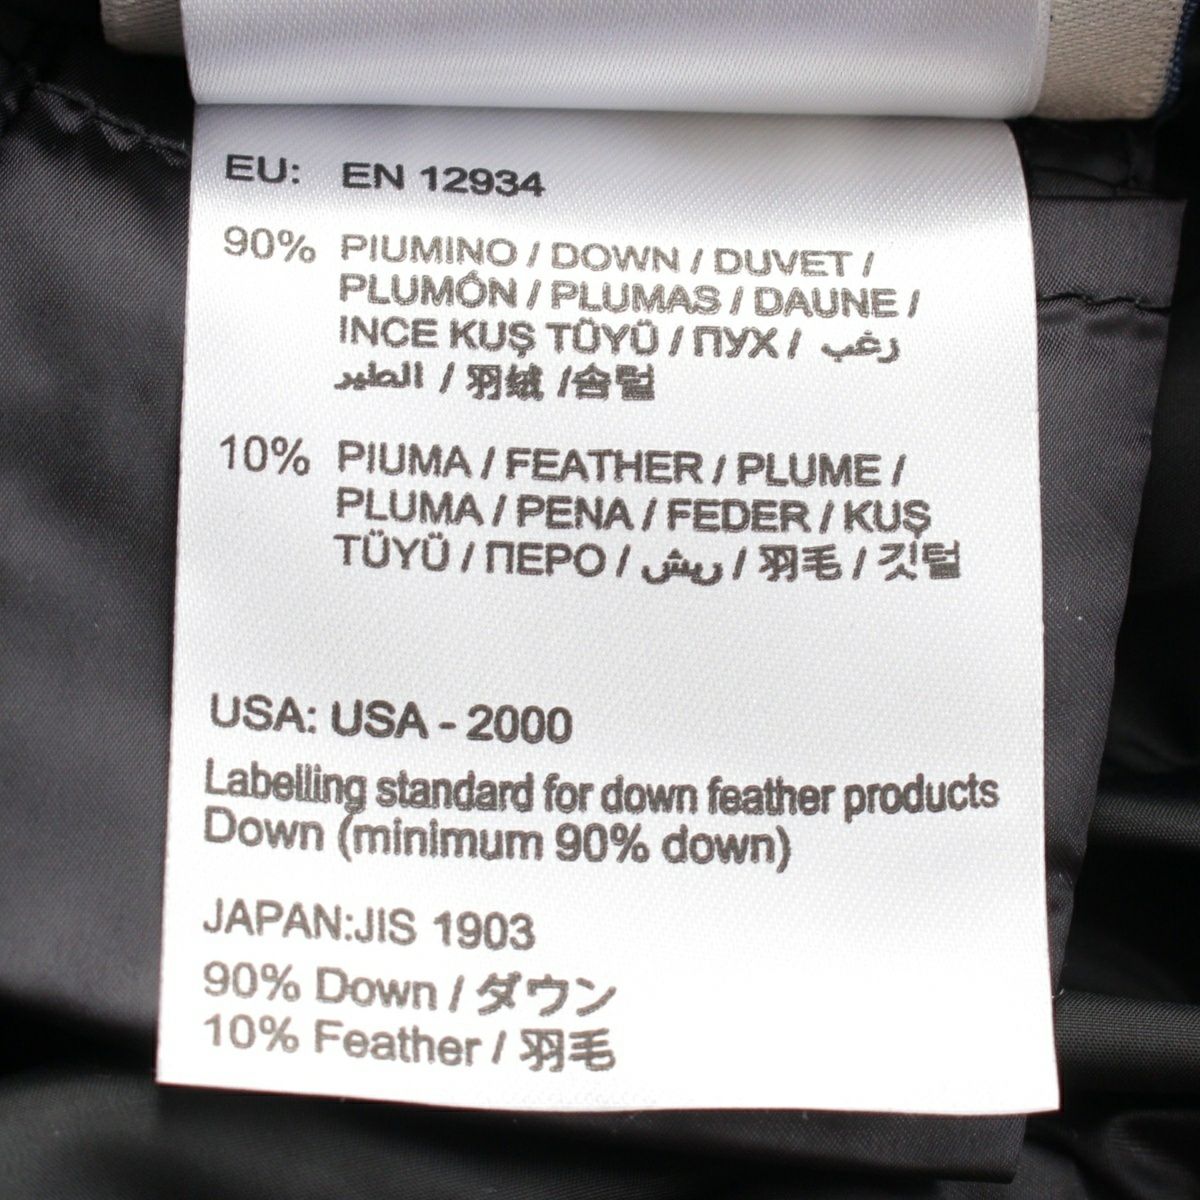 EU: EN 12934
90% PIUMINO / DOWN / DUVET /
PLUMÓN / PLUMAS / DAUNE /
INCE KUŞ TÜYÜ / ПУХ / زغب
الطير / 羽绒 /솜털
10% PIUMA / FEATHER / PLUME /
PLUMA / PENA / FEDER / KUŞ
TÜYÜ / ПЕРО / ريش / 羽毛 / 깃털
USA: USA - 2000
Labelling standard for down feather products
Down (minimum 90% down)
JAPAN:JIS 1903
90% Down / ダウン
10% Feather / 羽毛